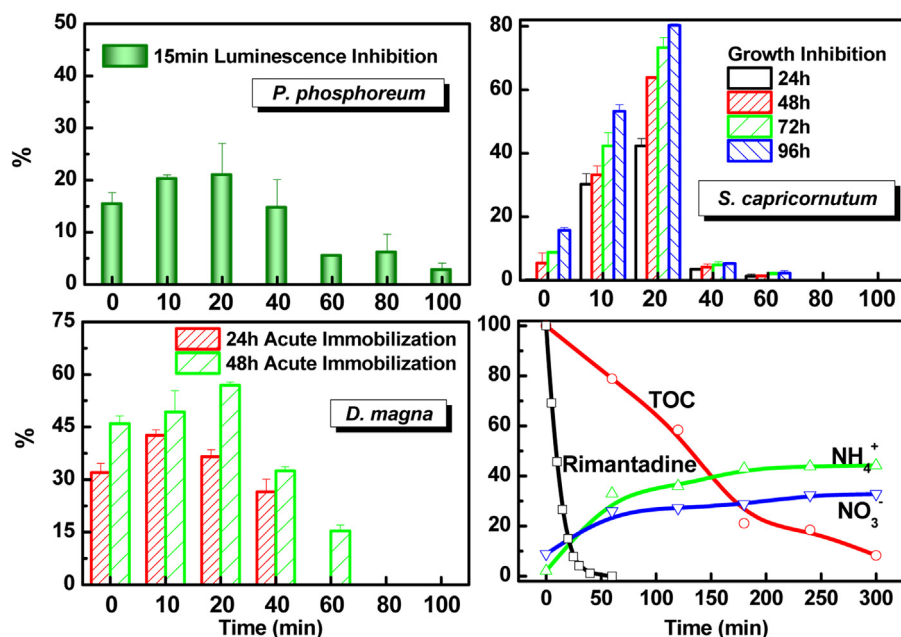 50
40
30
20
10
0
%
15min Luminescence Inhibition
P. phosphoreum
0 10 20 40 60 80 100
80
60
40
20
0
Growth Inhibition
24h
48h
72h
96h
S. capricornutum
0 10 20 40 60 80 100
75
60
45
30
15
0
%
24h Acute Immobilization
48h Acute Immobilization
D. magna
0 10 20 40 60 80 100
Time (min)
100
80
60
40
20
0
TOC
Rimantadine
NH4+
NO3-
0 50 100 150 200 250 300
Time (min)